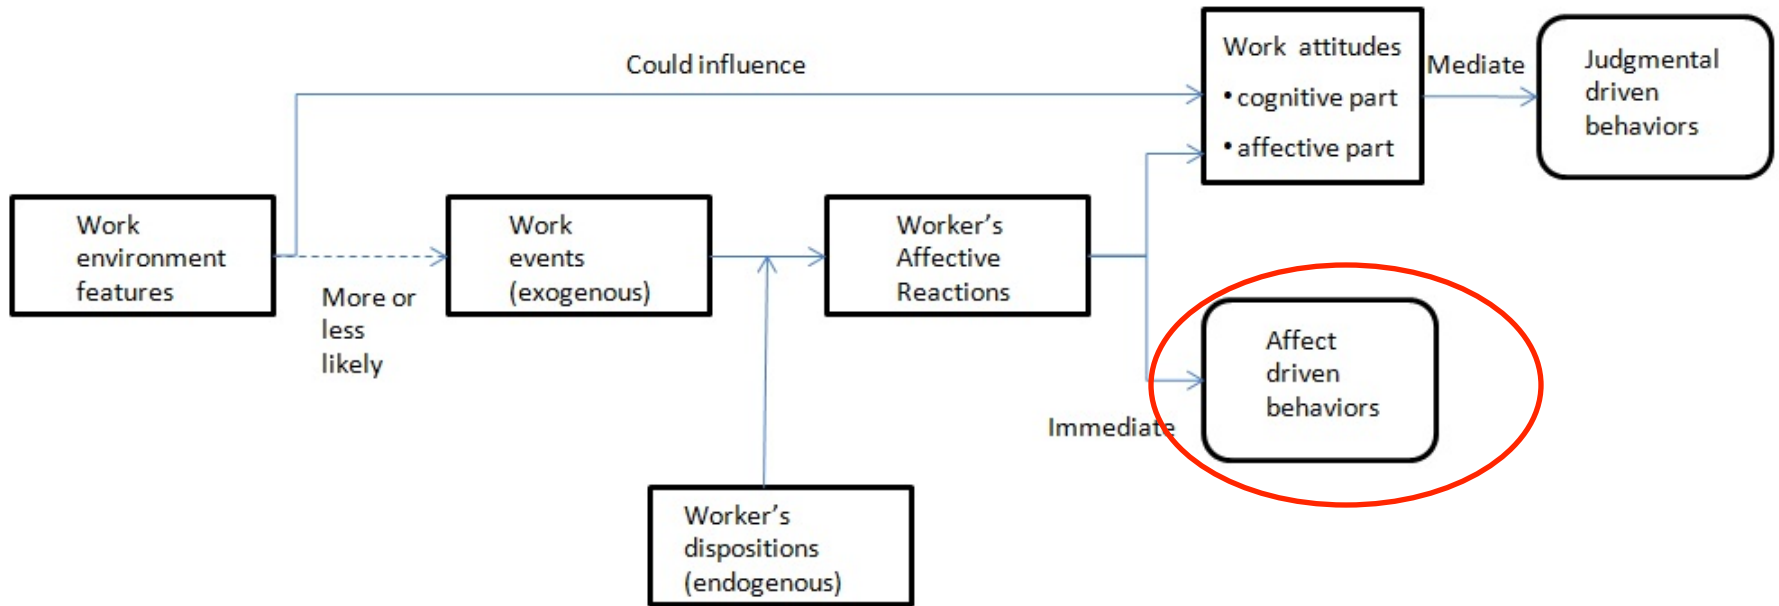 Could influence
Work attitudes
• cognitive part
• affective part
Mediate
Judgmental
driven
behaviors
Work
environment
features
More or
less
likely
Work
events
(exogenous)
Worker's
Affective
Reactions
Immediate
Affect
driven
behaviors
Worker's
dispositions
(endogenous)